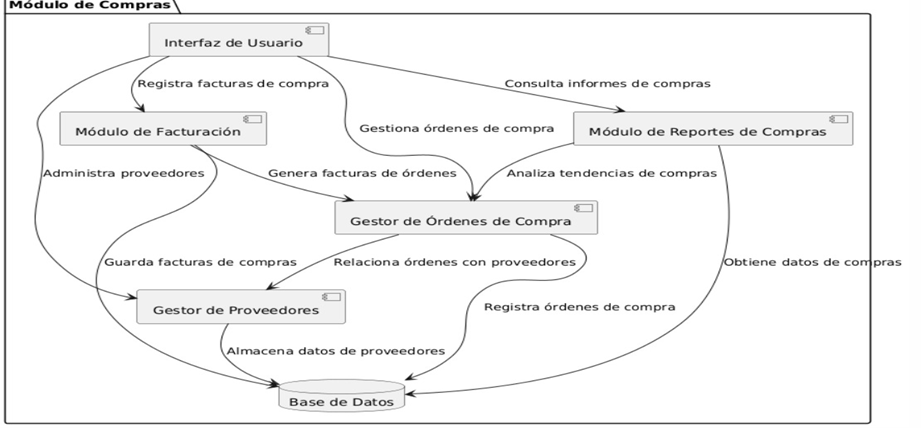 Módulo de Compras
Interfaz de Usuario
Registra facturas de compra
Consulta informes de compras
Gestiona órdenes de compra
Módulo de Facturación
Módulo de Reportes de Compras
Administra proveedores
Genera facturas de órdenes
Analiza tendencias de compras
Gestor de Órdenes de Compra
Guarda facturas de compras
Relaciona órdenes con proveedores
Obtiene datos de compras
Gestor de Proveedores
Registra órdenes de compra
Almacena datos de proveedores
Base de Datos